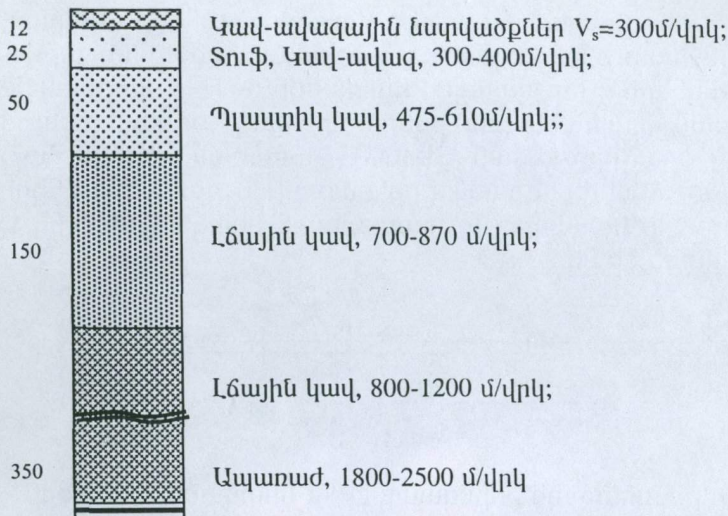 12 Կավ-ավազային նստվածքներ Vs=300մ/վրկ;
25 Տուֆ, Կավ-ավազ, 300-400մ/վրկ;
50 Պլաստիկ կավ, 475-610մ/վրկ;;
150 Լճային կավ, 700-870 մ/վրկ;
Լճային կավ, 800-1200 մ/վրկ;
350 Ապառաժ, 1800-2500 մ/վրկ